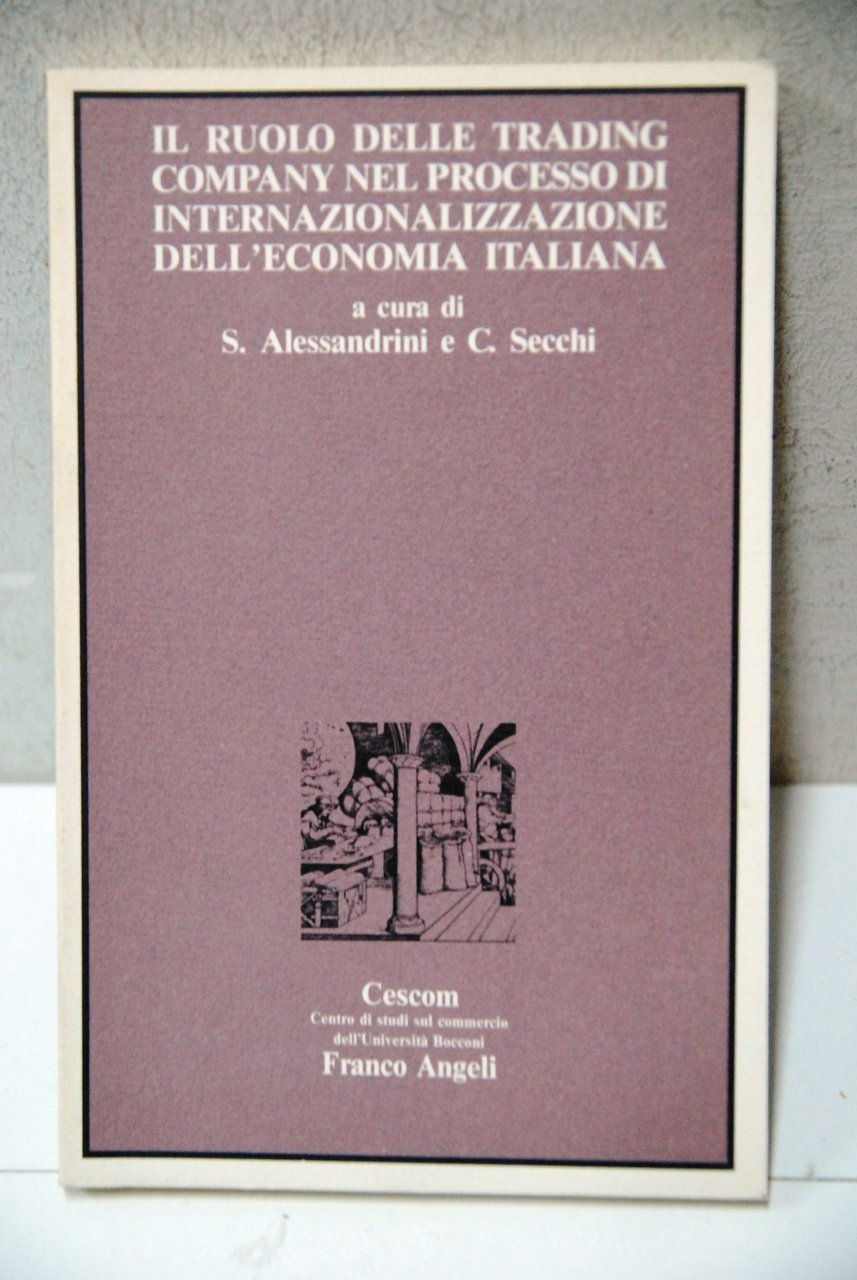 IL RUOLO DELLE TRADING
COMPANY NEL PROCESSO DI
INTERNAZIONALIZZAZIONE
DELL'ECONOMIA ITALIANA
a cura di
S. Alessandrini e C. Secchi
Cescom
Centro di studi sul commercio
dell'Università Bocconi
Franco Angeli